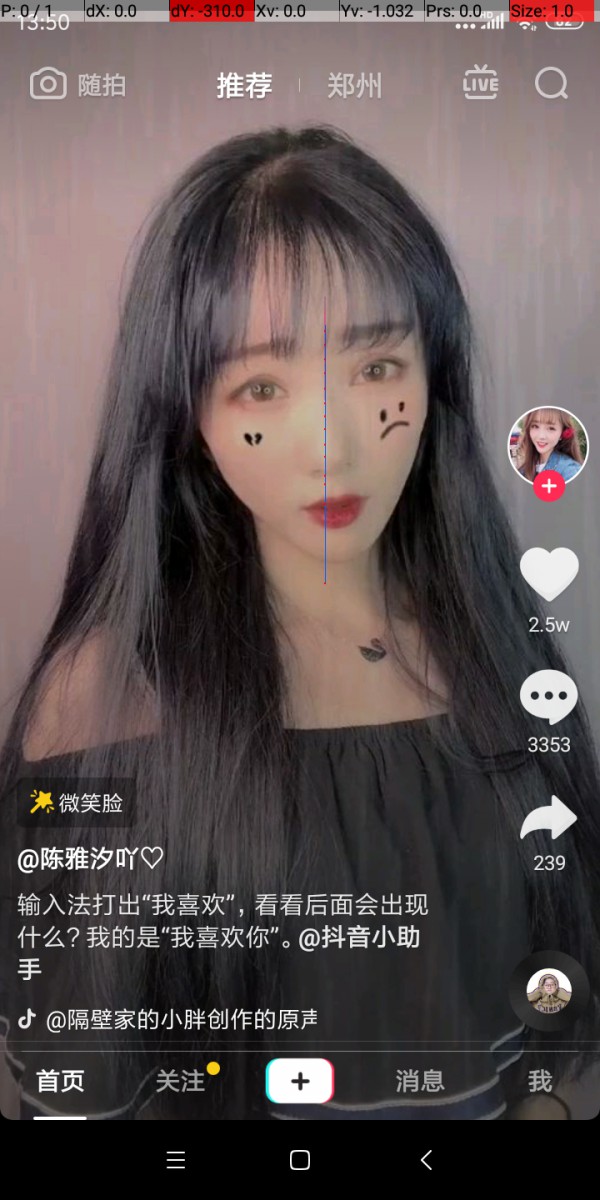 P: 0 / 1 dX: 0.0 dY: -310.0 Xv: 0.0 Yv: -1.032 Prs: 0.0 Size: 1.0
13:50
随拍 推荐 郑州 LIVE
2.5w
3353
239
微笑脸
@陈雅汐吖♡
输入法打出“我喜欢”，看看后面会出现
什么？我的是“我喜欢你”。@抖音小助
手
@隔壁家的小胖创作的原声
首页 关注 消息 我